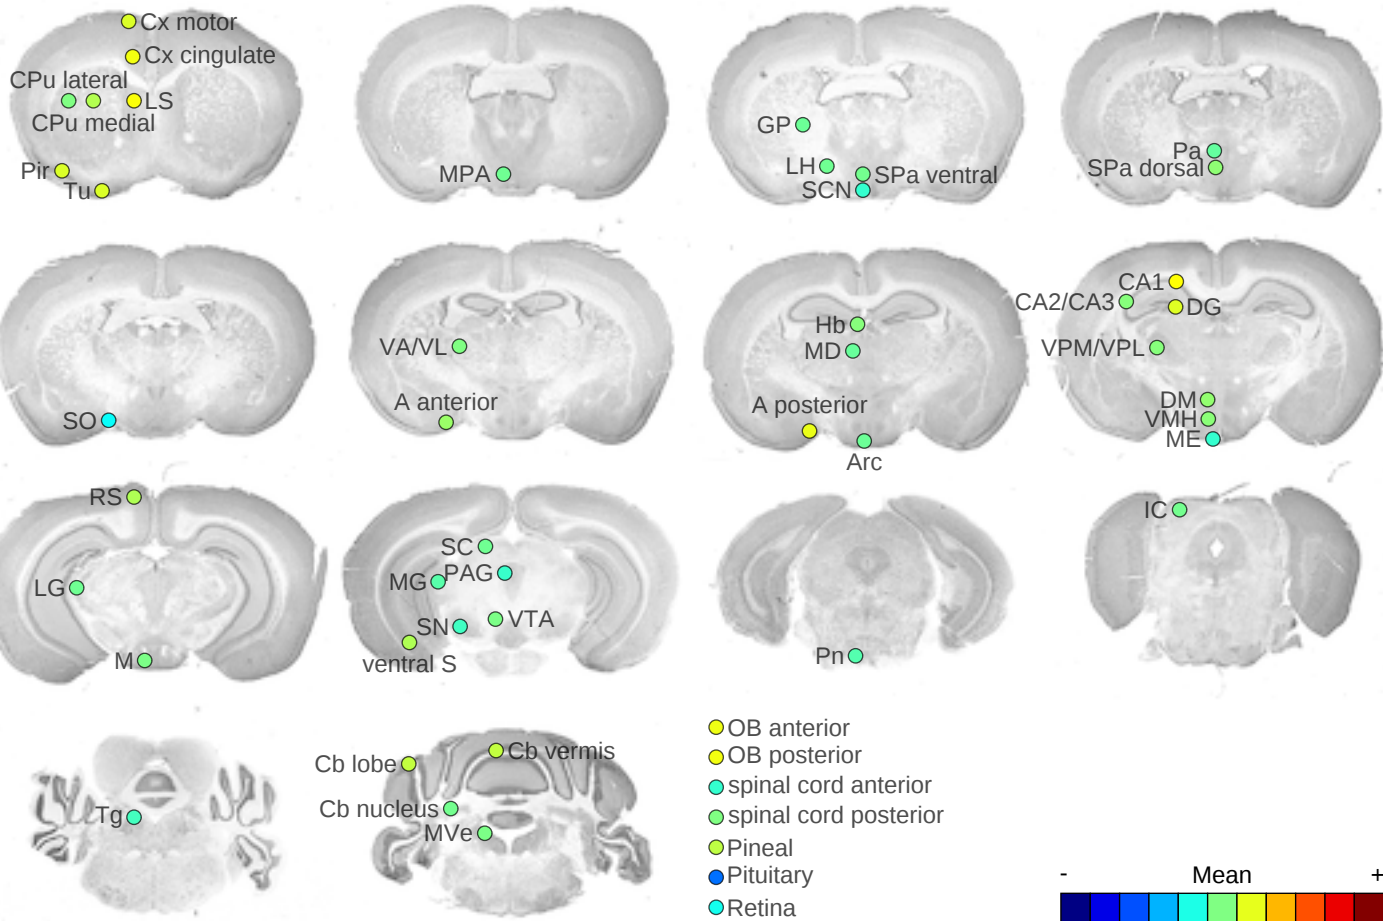 Cx motor
Cx cingulate
CPu lateral
LS
CPu medial
Pir
Tu
MPA
GP
LH
SPa ventral
SCN
Pa
SPa dorsal
SO
VA/VL
A anterior
Hb
MD
A posterior
Arc
CA1
CA2/CA3
DG
VPM/VPL
DM
VMH
ME
RS
LG
M
SC
MG
PAG
SN
VTA
ventral S
Pn
IC
Tg
Cb lobe
Cb vermis
Cb nucleus
MVe
OB anterior
OB posterior
spinal cord anterior
spinal cord posterior
Pineal
Pituitary
Retina
- Mean +